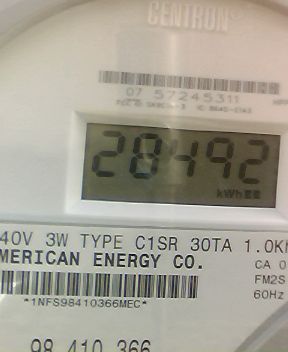 CENTRON®
07 57245311
28492
kWh
40V 3W TYPE C1SR 30TA 1.0K
MERICAN ENERGY CO.
CA 0
FM2S
*1NFS98410366MEC*
60Hz
98 410 366